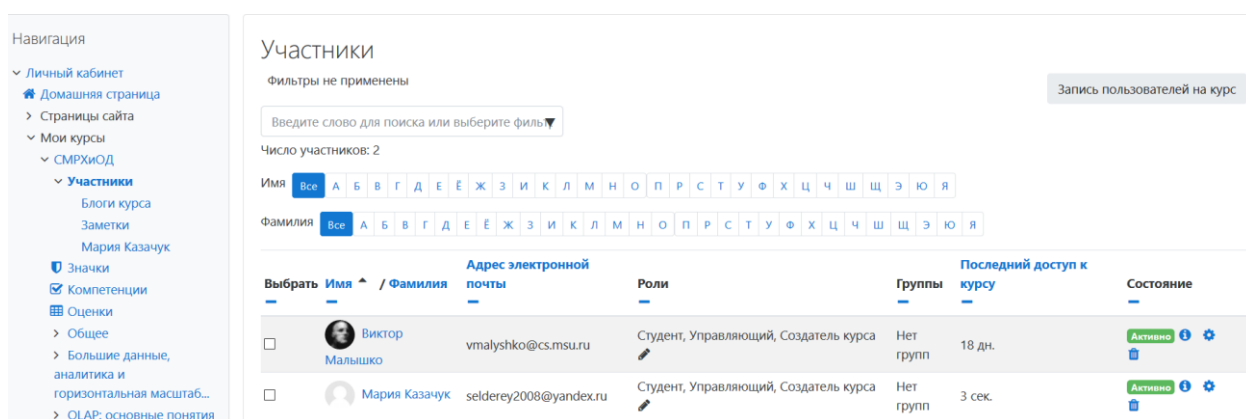 Навигация
Личный кабинет
Домашняя страница
Страницы сайта
Мои курсы
СМРХиОД
Участники
Блоги курса
Заметки
Мария Казачук
Значки
Компетенции
Оценки
Общее
Большие данные,
аналитика и
горизонтальная масштаб...
OLAP: основные понятия
Участники
Фильтры не применены
Запись пользователей на курс
Введите слово для поиска или выберите фильт
Число участников: 2
Имя Все А Б В Г Д Е Ё Ж З И К Л М Н О П Р С Т У Ф Х Ц Ч Ш Щ Э Ю Я
Фамилия Все А Б В Г Д Е Ё Ж З И К Л М Н О П Р С Т У Ф Х Ц Ч Ш Щ Э Ю Я
Выбрать Имя / Фамилия Адрес электронной почты Роли Группы Последний доступ к курсу Состояние
Виктор Малышко vmalyshko@cs.msu.ru Студент, Управляющий, Создатель курса Нет групп 18 дн. Активно
Мария Казачук selderey2008@yandex.ru Студент, Управляющий, Создатель курса Нет групп 3 сек. Активно